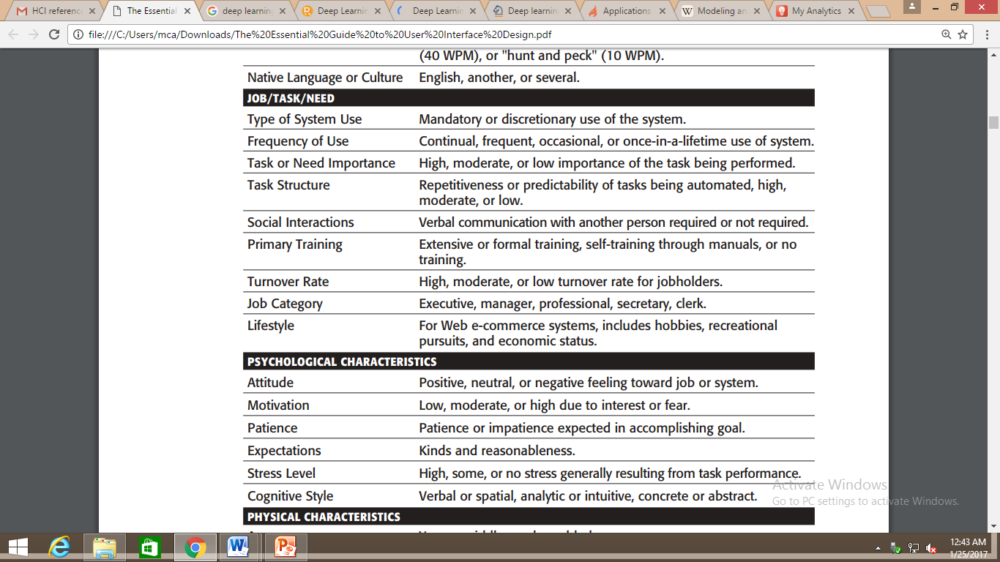 HCI referenc
The Essential
deep learning
Deep Learnin
Deep Learnin
Deep learnin
Applications
Modeling an
My Analytics
file:///C:/Users/mca/Downloads/The%20Essential%20Guide%20to%20User%20Interface%20Design.pdf
(40 WPM), or "hunt and peck" (10 WPM).
Native Language or Culture English, another, or several.
JOB/TASK/NEED
Type of System Use Mandatory or discretionary use of the system.
Frequency of Use Continual, frequent, occasional, or once-in-a-lifetime use of system.
Task or Need Importance High, moderate, or low importance of the task being performed.
Task Structure Repetitiveness or predictability of tasks being automated, high,
moderate, or low.
Social Interactions Verbal communication with another person required or not required.
Primary Training Extensive or formal training, self-training through manuals, or no
training.
Turnover Rate High, moderate, or low turnover rate for jobholders.
Job Category Executive, manager, professional, secretary, clerk.
Lifestyle For Web e-commerce systems, includes hobbies, recreational
pursuits, and economic status.
PSYCHOLOGICAL CHARACTERISTICS
Attitude Positive, neutral, or negative feeling toward job or system.
Motivation Low, moderate, or high due to interest or fear.
Patience Patience or impatience expected in accomplishing goal.
Expectations Kinds and reasonableness.
Stress Level High, some, or no stress generally resulting from task performance.
Cognitive Style Verbal or spatial, analytic or intuitive, concrete or abstract.
PHYSICAL CHARACTERISTICS
Activate Windows
Go to PC settings to activate Windows.
12:43 AM
1/25/2017